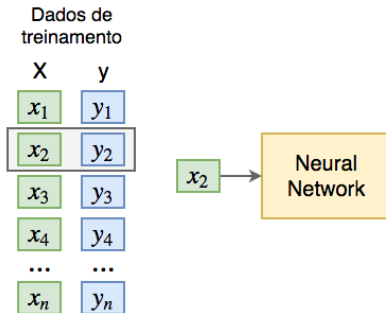 Dados de
treinamento
X y
x₁ y₁
x₂ y₂
x₃ y₃
x₄ y₄
... ...
xₙ yₙ
x₂
Neural
Network